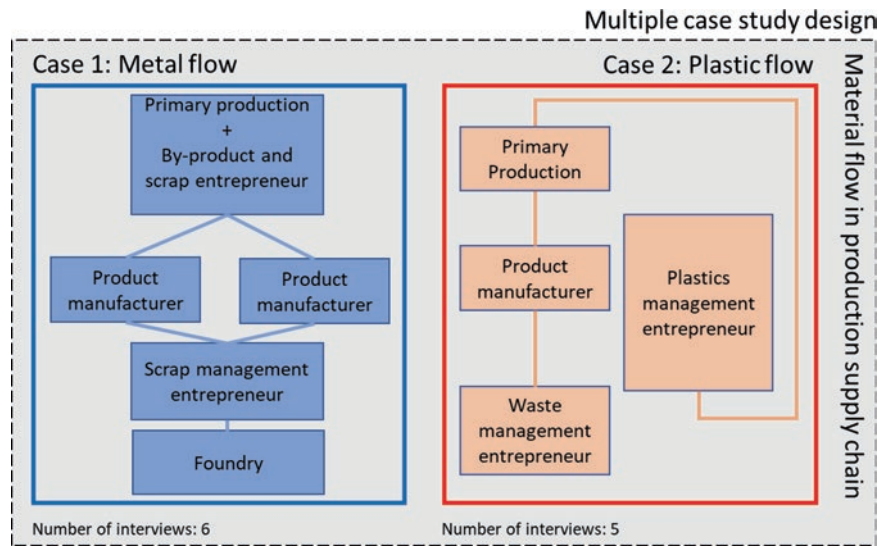 Multiple case study design
Case 1: Metal flow
Primary production
+
By-product and
scrap entrepreneur
Product
manufacturer
Product
manufacturer
Scrap management
entrepreneur
Foundry
Number of interviews: 6
Case 2: Plastic flow
Primary
Production
Product
manufacturer
Waste
management
entrepreneur
Plastics
management
entrepreneur
Number of interviews: 5
Material flow in production supply chain